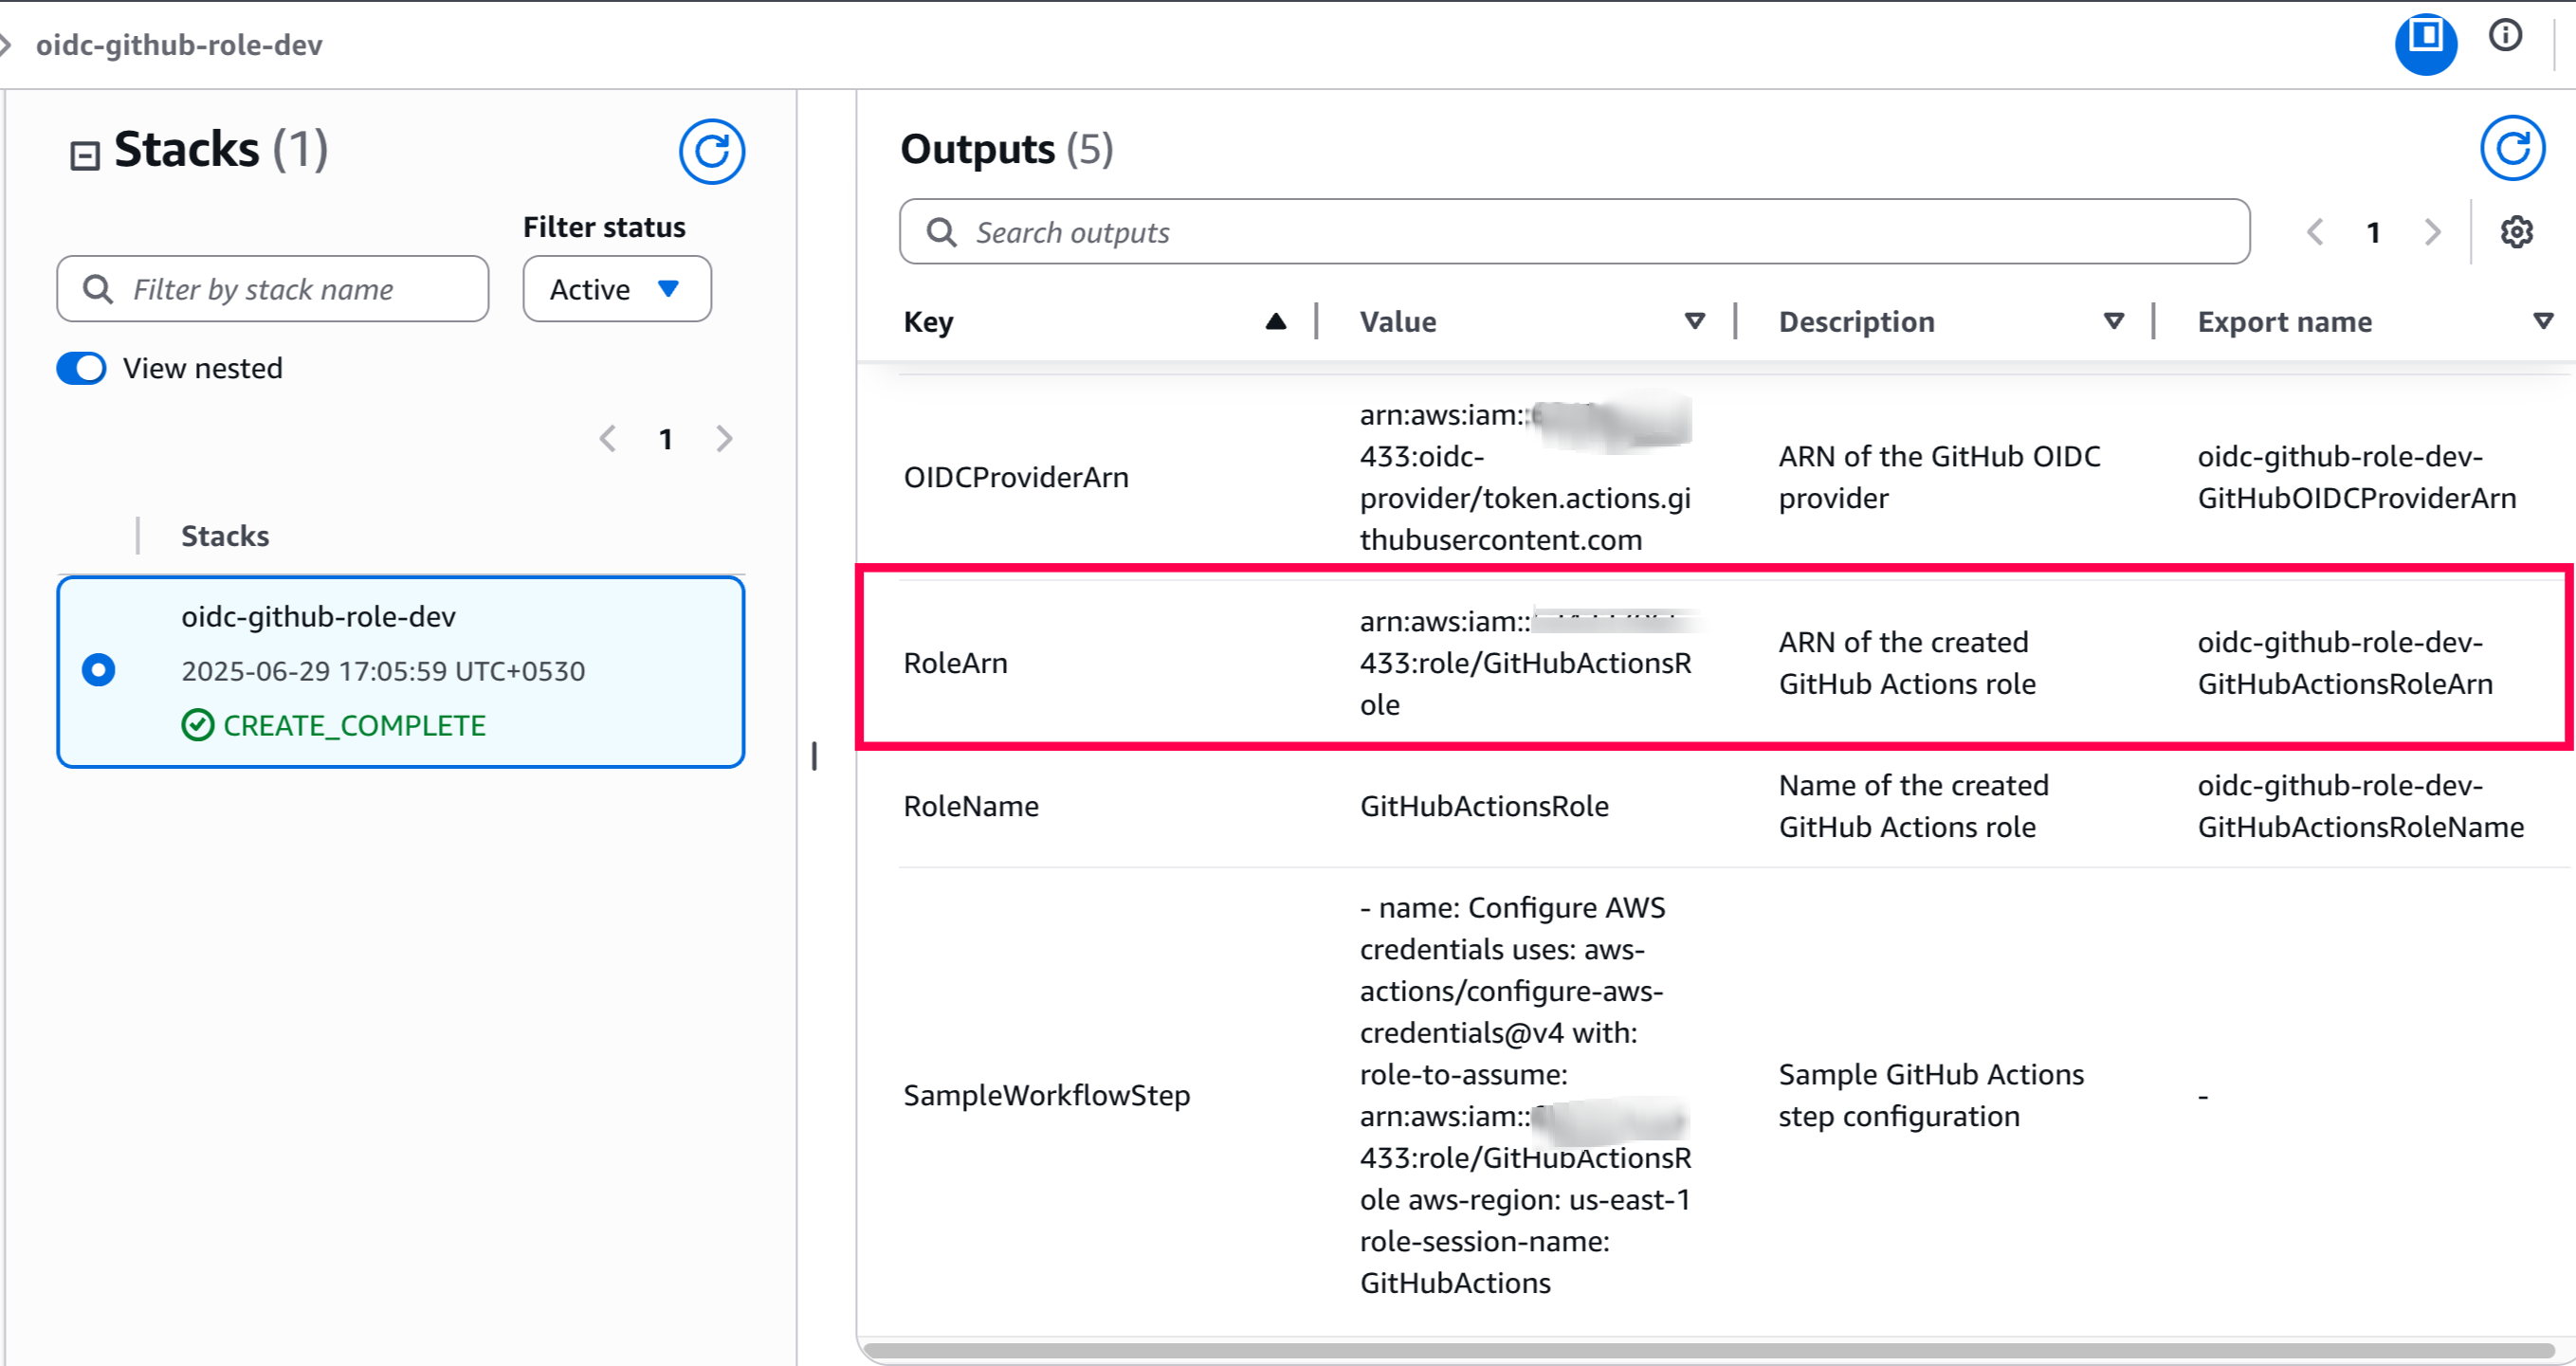 oidc-github-role-dev
Stacks (1)
Filter status
Filter by stack name
Active
View nested
1
Stacks
oidc-github-role-dev
2025-06-29 17:05:59 UTC+0530
CREATE_COMPLETE
Outputs (5)
Search outputs
1
Key
Value
Description
Export name
OIDCProviderArn
arn:aws:iam::
433:oidc-
provider/token.actions.gi
thubusercontent.com
ARN of the GitHub OIDC
provider
oidc-github-role-dev-
GitHubOIDCProviderArn
RoleArn
arn:aws:iam::
433:role/GitHubActionsR
ole
ARN of the created
GitHub Actions role
oidc-github-role-dev-
GitHubActionsRoleArn
RoleName
GitHubActionsRole
Name of the created
GitHub Actions role
oidc-github-role-dev-
GitHubActionsRoleName
SampleWorkflowStep
- name: Configure AWS
credentials uses: aws-
actions/configure-aws-
credentials@v4 with:
role-to-assume:
arn:aws:iam::
433:role/GitHubActionsR
ole aws-region: us-east-1
role-session-name:
GitHubActions
Sample GitHub Actions
step configuration
-